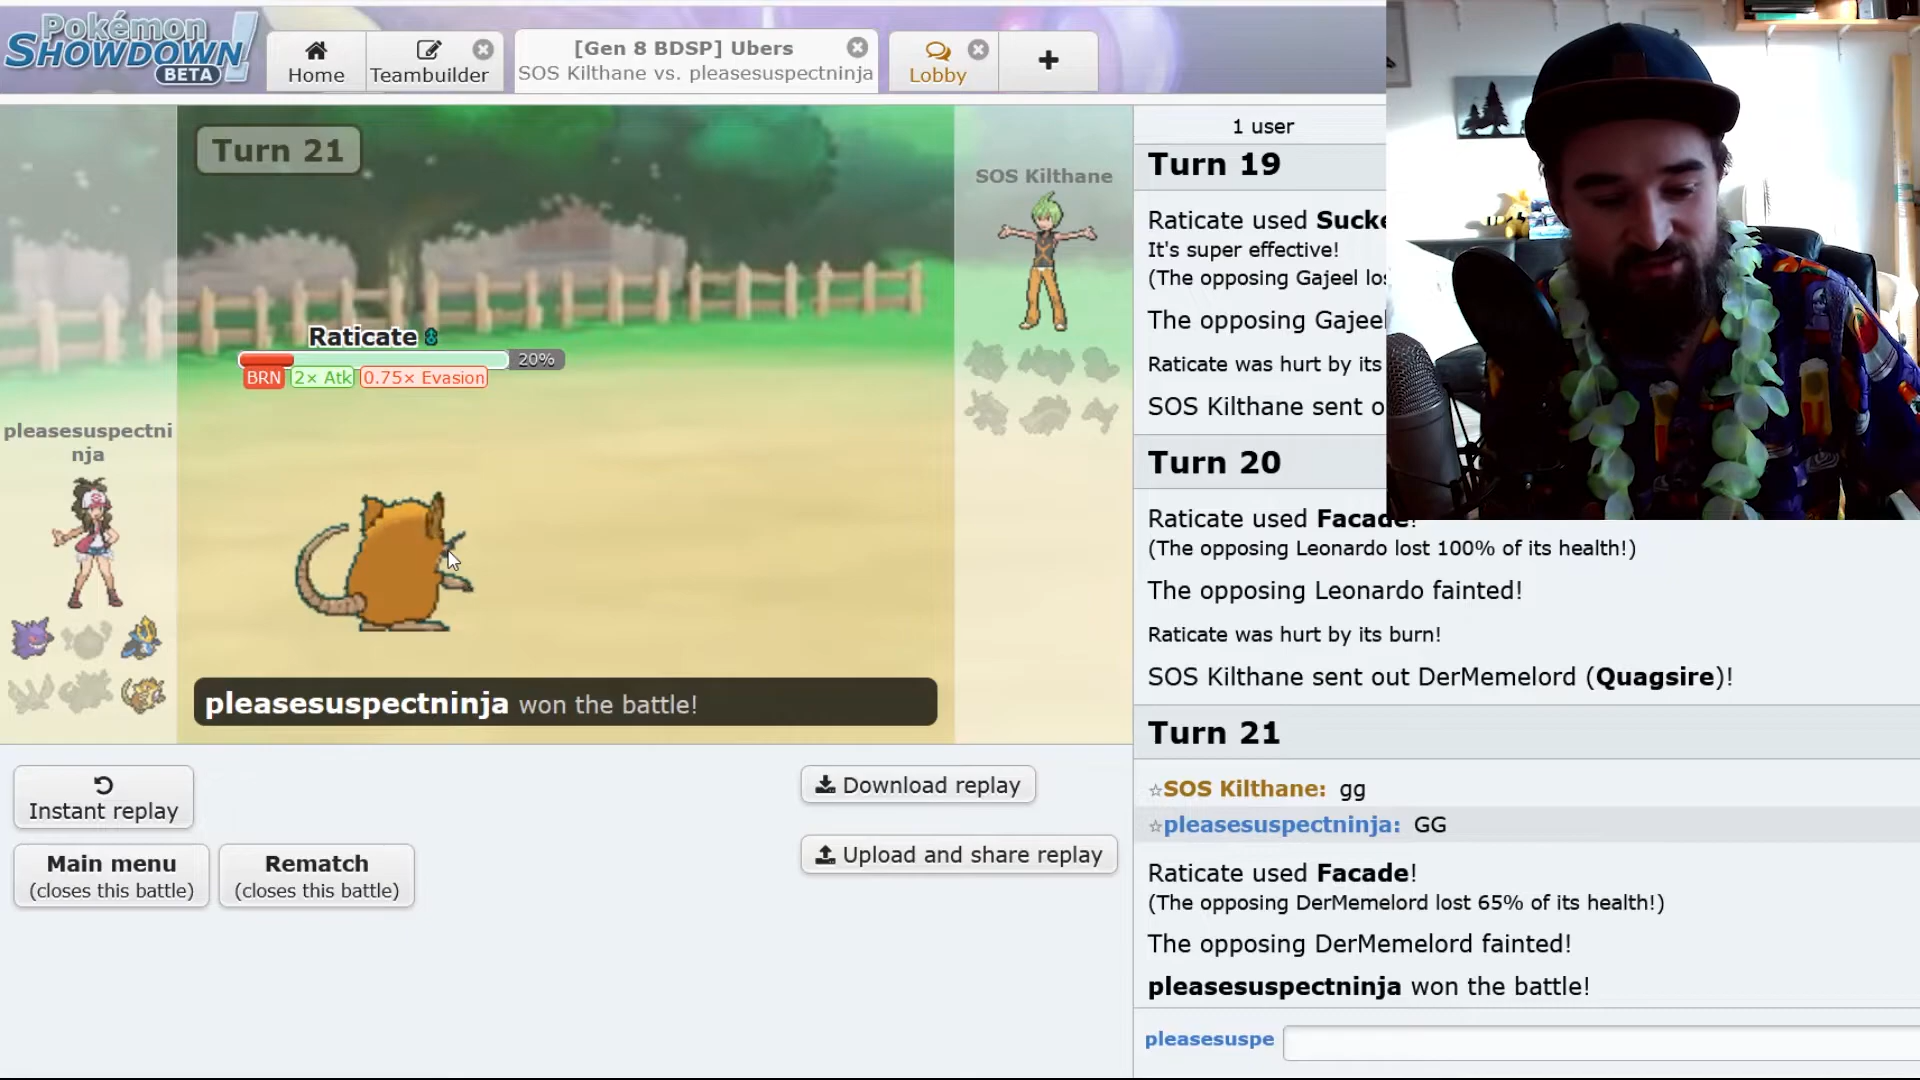 Pokémon
SHOWDOWN!
BETA
Home
Teambuilder
[Gen 8 BDSP] Ubers
SOS Kilthane vs. pleasesuspectninja
Lobby
+
Turn 21
Raticate
20%
BRN 2× Atk 0.75× Evasion
pleasesuspectni
nja
SOS Kilthane
pleasesuspectninja won the battle!
Instant replay
Main menu
(closes this battle)
Rematch
(closes this battle)
Download replay
Upload and share replay
1 user
Turn 19
Raticate used Sucke
It's super effective!
(The opposing Gajeel los
The opposing Gajeel
Raticate was hurt by its
SOS Kilthane sent o
Turn 20
Raticate used Facade!
(The opposing Leonardo lost 100% of its health!)
The opposing Leonardo fainted!
Raticate was hurt by its burn!
SOS Kilthane sent out DerMemelord (Quagsire)!
Turn 21
☆SOS Kilthane: gg
☆pleasesuspectninja: GG
Raticate used Facade!
(The opposing DerMemelord lost 65% of its health!)
The opposing DerMemelord fainted!
pleasesuspectninja won the battle!
pleasesuspe